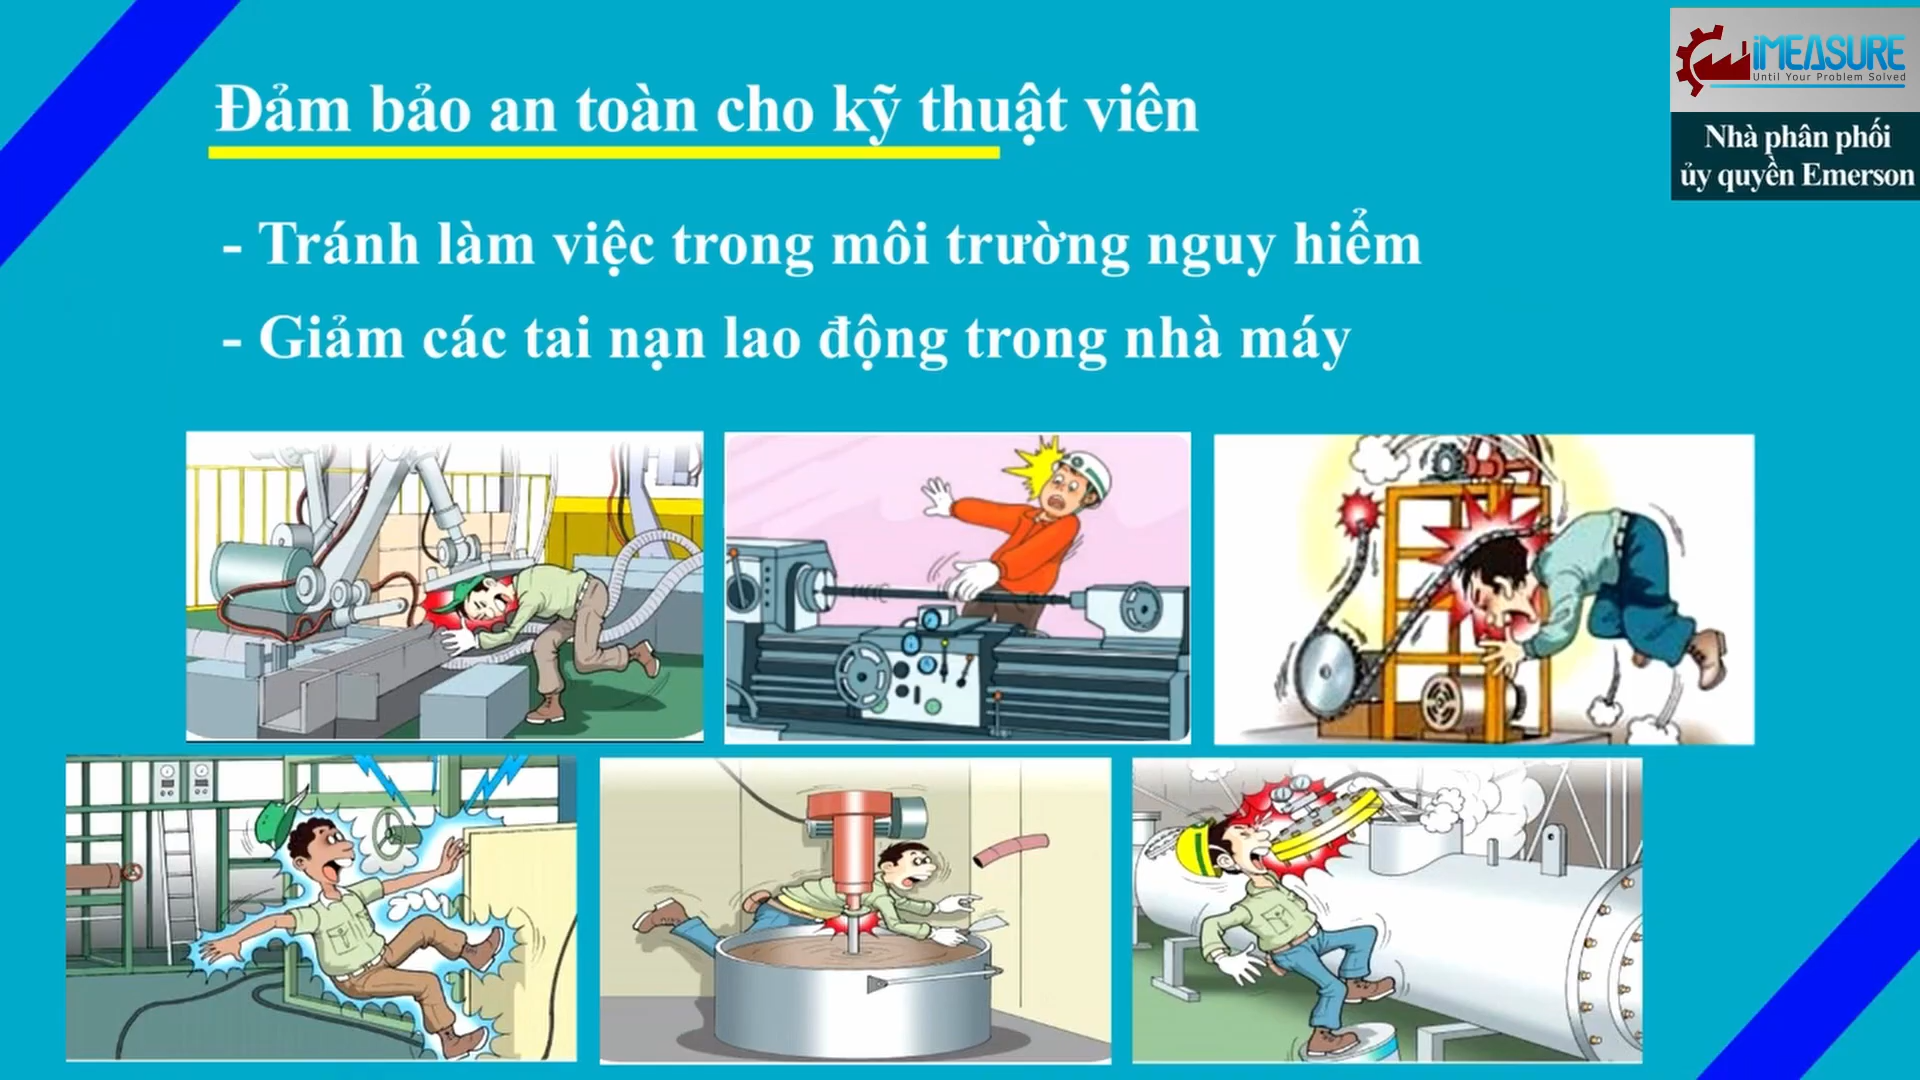 Đảm bảo an toàn cho kỹ thuật viên
- Tránh làm việc trong môi trường nguy hiểm
- Giảm các tai nạn lao động trong nhà máy
iMEASURE
Until Your Problem Solved
Nhà phân phối
ủy quyền Emerson